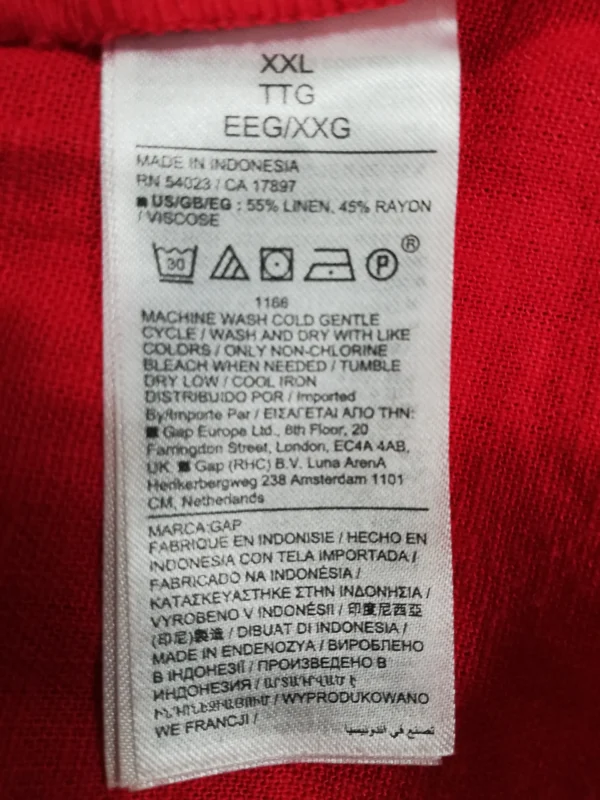 XXL
TTG
EEG/XXG
MADE IN INDONESIA
RN 54023 / CA 17897
■ US/GB/EG : 55% LINEN, 45% RAYON
/ VISCOSE
30 P ®
1166
MACHINE WASH COLD GENTLE
CYCLE / WASH AND DRY WITH LIKE
COLORS / ONLY NON-CHLORINE
BLEACH WHEN NEEDED / TUMBLE
DRY LOW / COOL IRON
DISTRIBUIDO POR / Imported
By/Importe Par / ΕΙΣΑΓΕΤΑΙ ΑΠΟ ΤΗΝ:
■ Gap Europe Ltd., 6th Floor, 20
Farringdon Street, London, EC4A 4AB,
UK ■ Gap (RHC) B.V. Luna ArenA
Herikerbergweg 238 Amsterdam 1101
CM, Netherlands
MARCA:GAP
FABRIQUE EN INDONISIE / HECHO EN
INDONESIA CON TELA IMPORTADA /
FABRICADO NA INDONÉSIA /
ΚΑΤΑΣΚΕΥΑΣΤΗΚΕ ΣΤΗΝ ΙΝΔΟΝΗΣΙΑ /
VYROBENO V INDONÉSII / 印度尼西亞
(印尼)製造 / DIBUAT DI INDONESIA /
MADE IN ENDENOZYA / ВИРОБЛЕНО
В ІНДОНЕЗІЇ / ПРОИЗВЕДЕНО В
ИНДОНЕЗИЯ / ԱՐՏԱԴՐՎԱԾ Է
ԻՆԴՈՆԵԶԻԱՅՈՒՄ / WYPRODUKOWANO
WE FRANCJI / تصنع في اندونيسيا